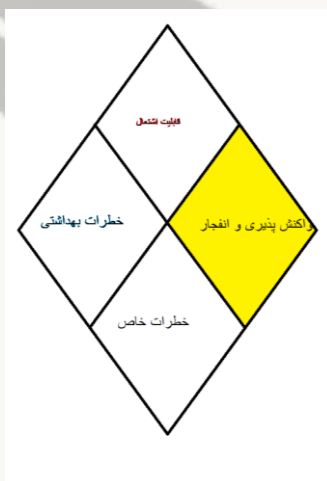 قابلیت اشتعال
خطرات بهداشتی
واکنش پذیری و انفجار
خطرات خاص